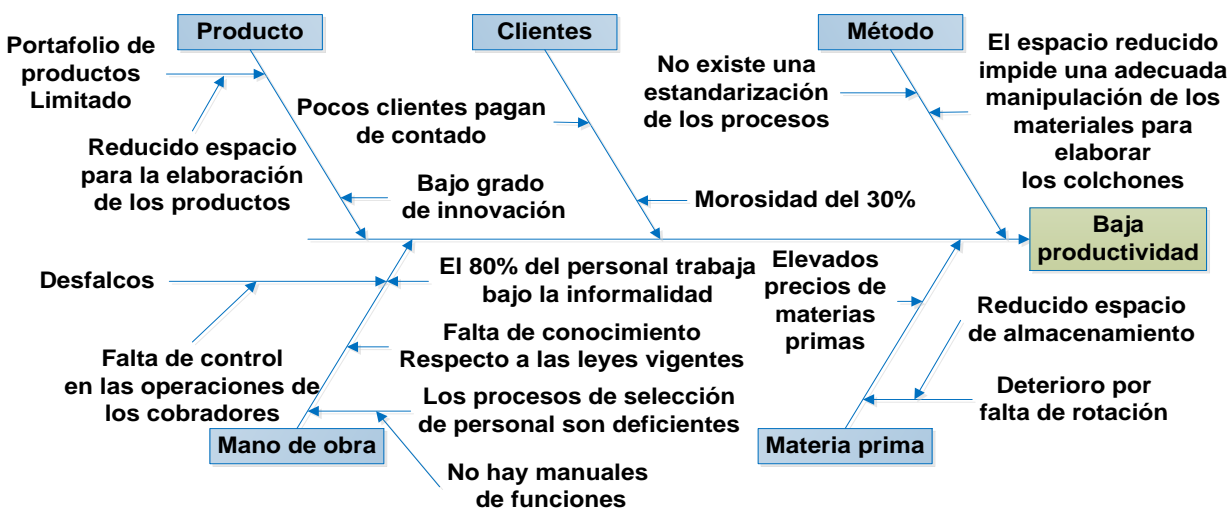 Producto
Clientes
Método
Portafolio de
productos
Limitado
Reducido espacio
para la elaboración
de los productos
Bajo grado
de innovación
Pocos clientes pagan
de contado
Morosidad del 30%
No existe una
estandarización
de los procesos
El espacio reducido
impide una adecuada
manipulación de los
materiales para
elaborar
los colchones
Baja
productividad
Desfalcos
Falta de control
en las operaciones de
los cobradores
El 80% del personal trabaja
bajo la informalidad
Falta de conocimiento
Respecto a las leyes vigentes
Los procesos de selección
de personal son deficientes
No hay manuales
de funciones
Mano de obra
Elevados
precios de
materias
primas
Reducido espacio
de almacenamiento
Deterioro por
falta de rotación
Materia prima